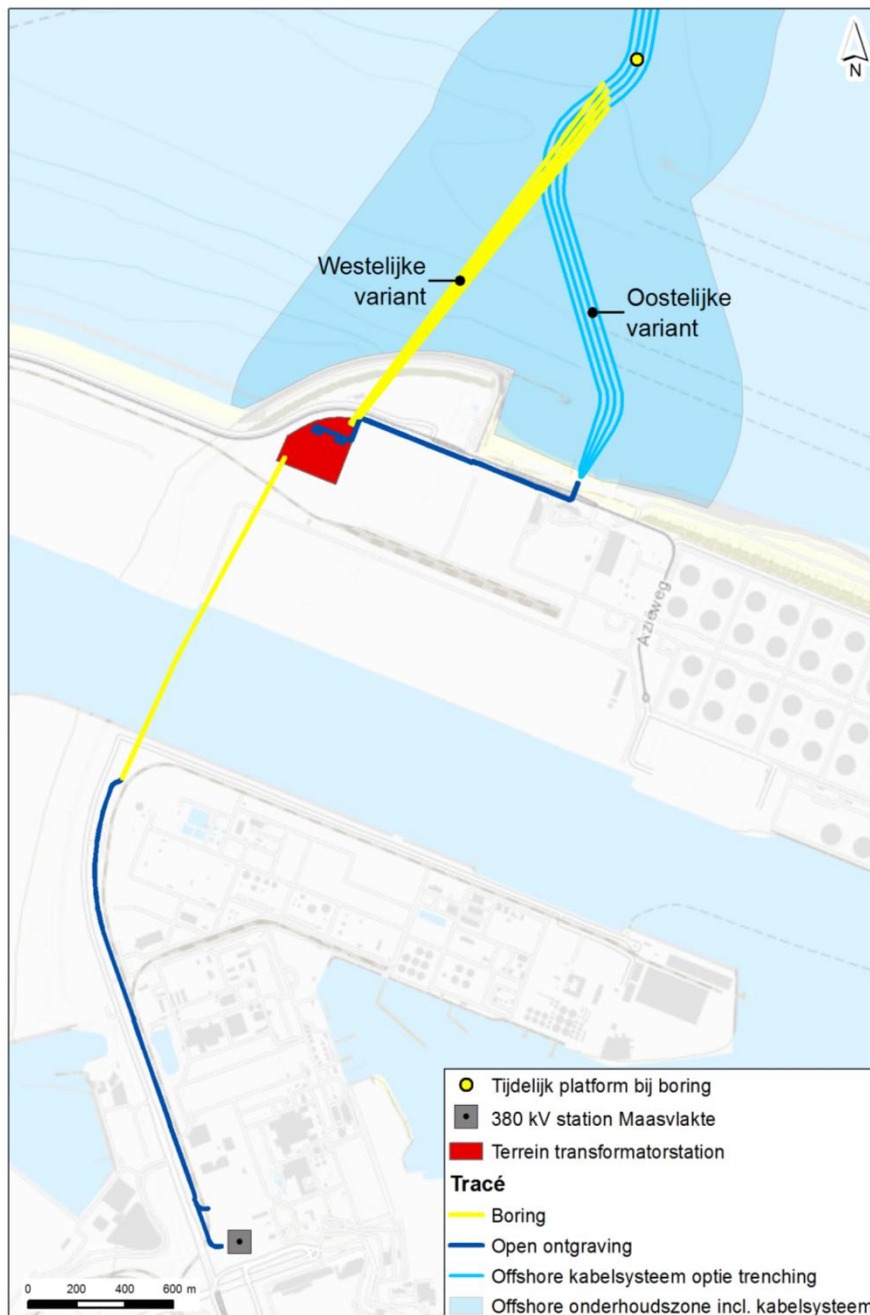 N
Westelijke
variant
Oostelijke
variant
Azieweg
Tijdelijk platform bij boring
380 kV station Maasvlakte
Terrein transformatorstation
Tracé
Boring
Open ontgraving
Offshore kabelsysteem optie trenching
Offshore onderhoudszone incl. kabelsysteem
0 200 400 600 m